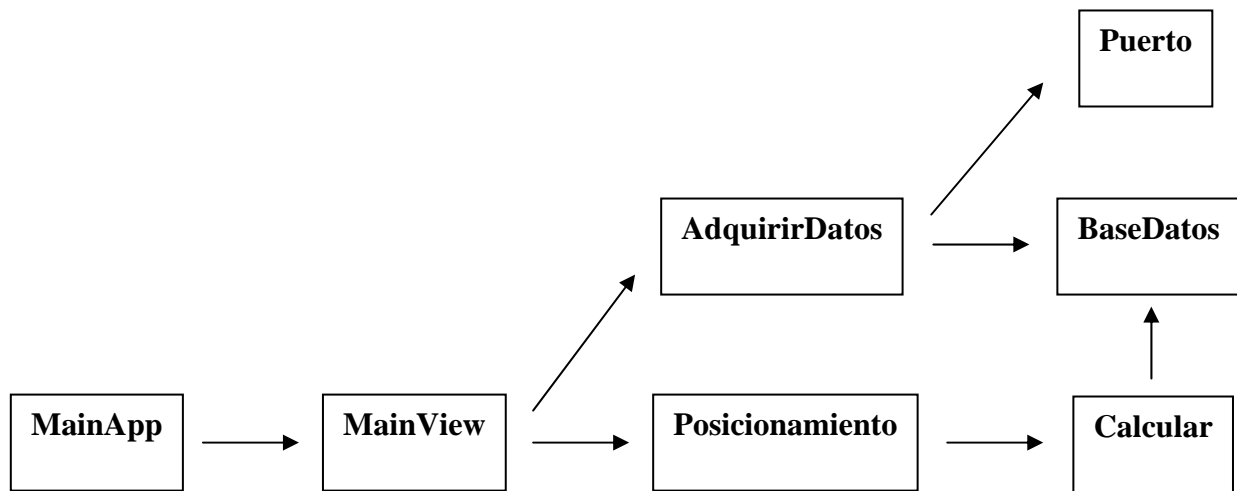 Puerto
AdquirirDatos
BaseDatos
MainApp
MainView
Posicionamiento
Calcular